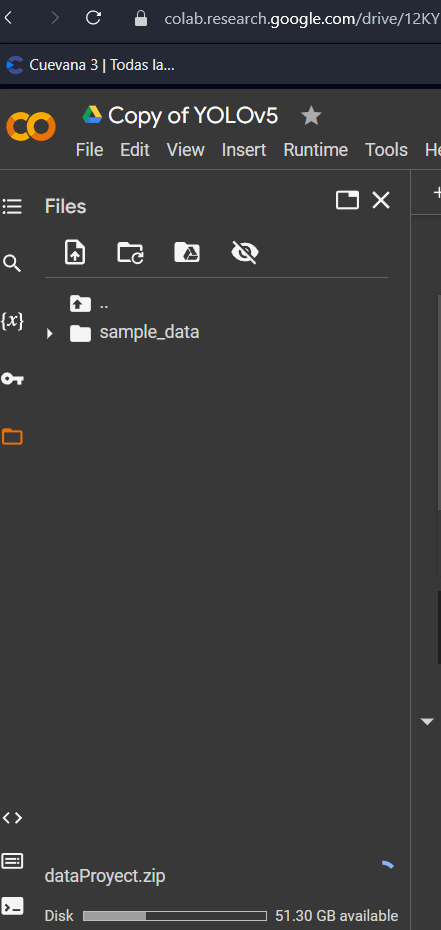 colab.research.google.com/drive/12KY
Cuevana 3 | Todas la...
Copy of YOLOv5
File Edit View Insert Runtime Tools He
Files
..
sample_data
{x}
dataProyect.zip
Disk 51.30 GB available